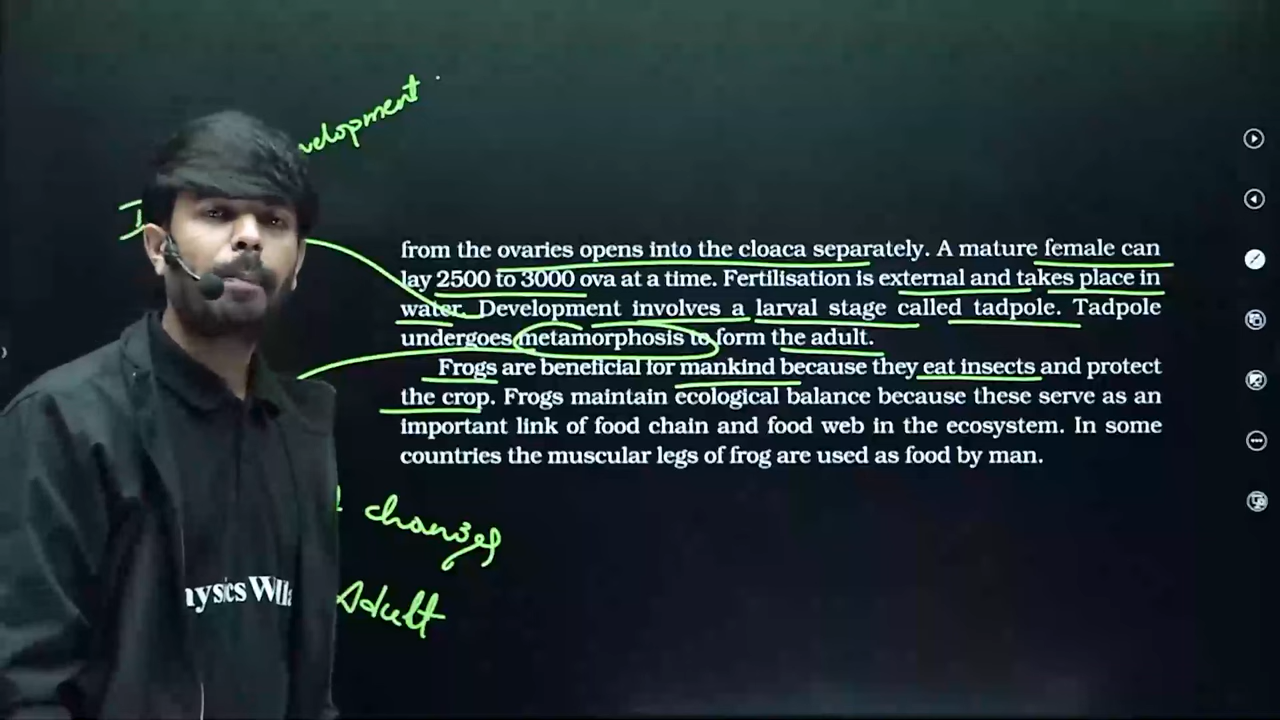 velopment
from the ovaries opens into the cloaca separately. A mature female can
lay 2500 to 3000 ova at a time. Fertilisation is external and takes place in
water. Development involves a larval stage called tadpole. Tadpole
undergoes metamorphosis to form the adult.
Frogs are beneficial for mankind because they eat insects and protect
the crop. Frogs maintain ecological balance because these serve as an
important link of food chain and food web in the ecosystem. In some
countries the muscular legs of frog are used as food by man.
changes
Adult
hysics Walla